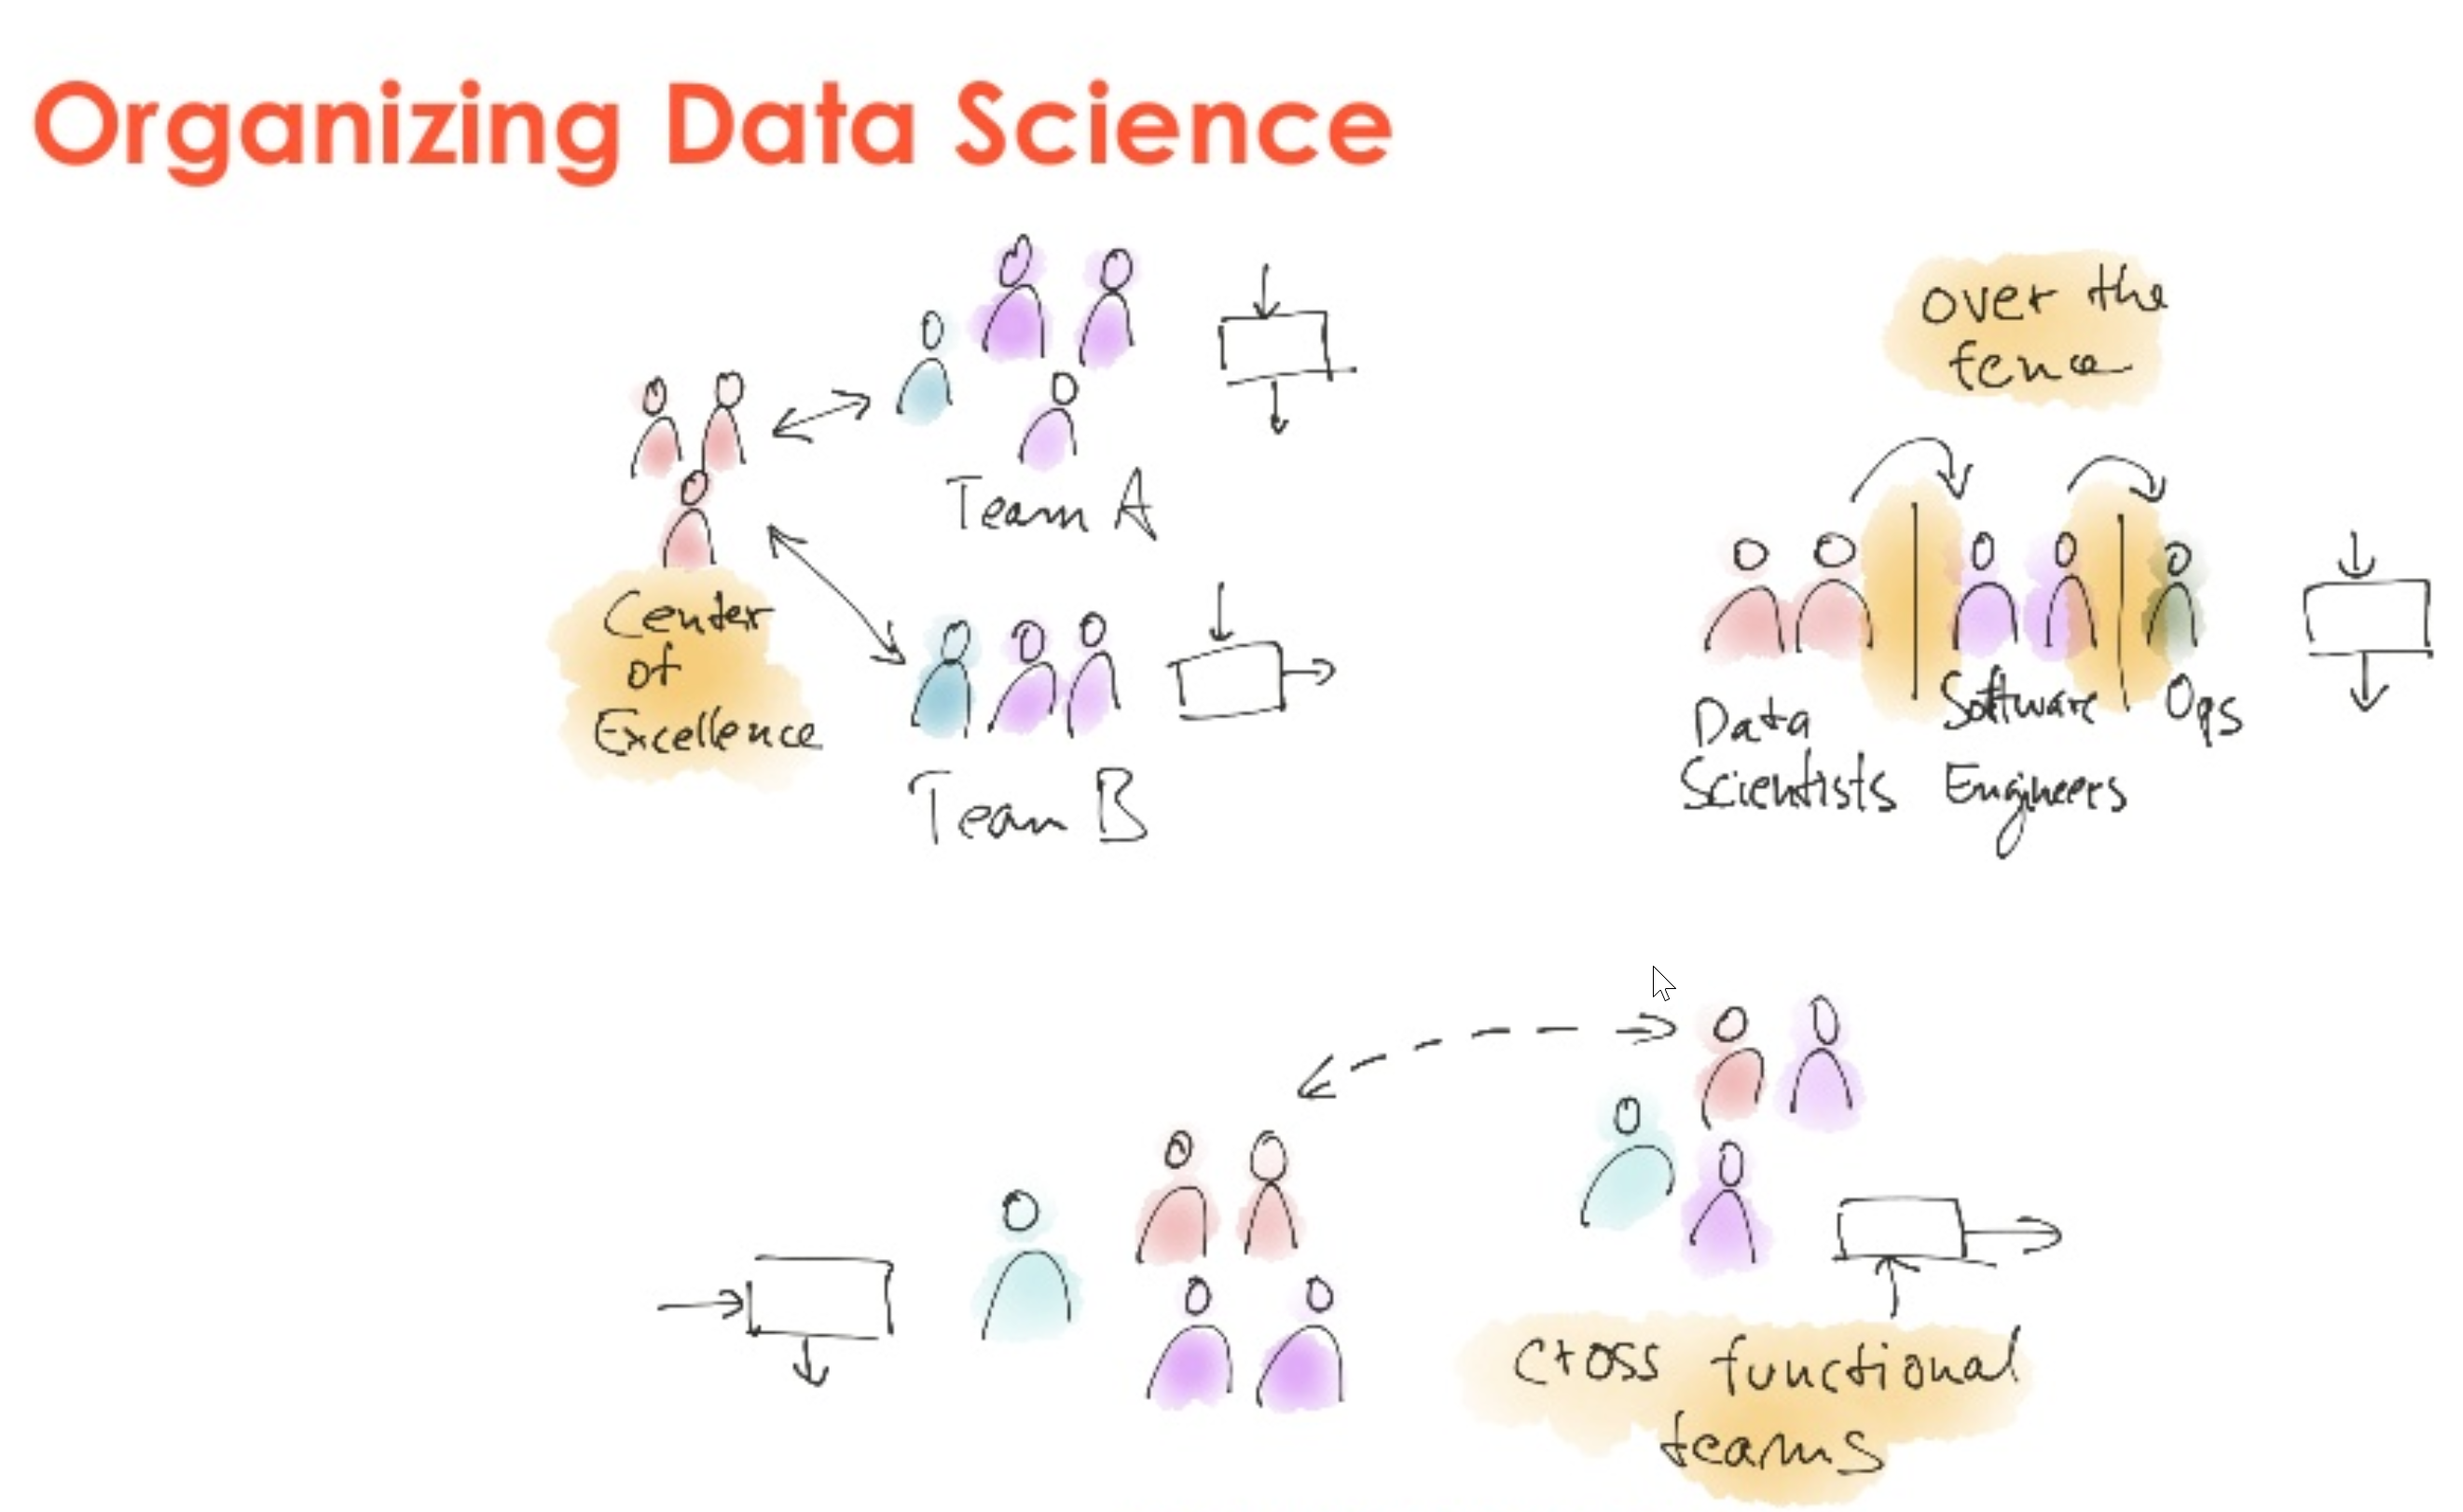 Organizing Data Science
Team A
Center
of
Excellence
Team B
over the
fence
Data
Scientists
Software
Engineers
Ops
cross functional
teams